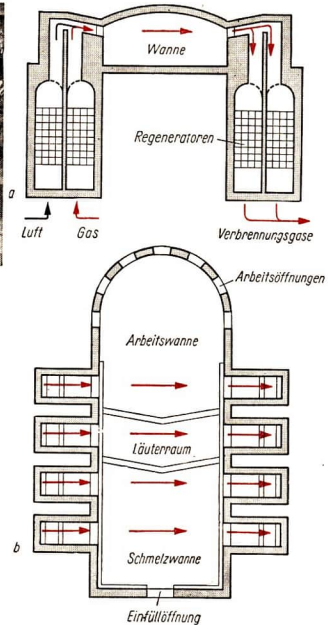 Wanne
Regeneratoren
a
Luft
Gas
Verbrennungsgase
Arbeitsöffnungen
Arbeitswanne
Läuterraum
b
Schmelzwanne
Einfüllöffnung